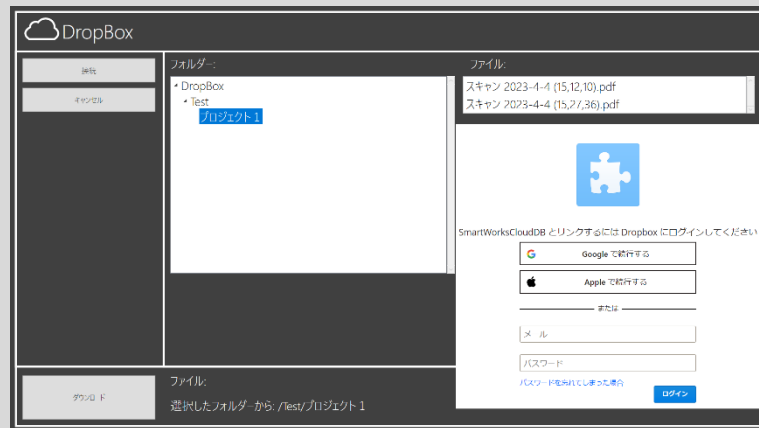 DropBox
接続
キャンセル
フォルダー:
DropBox
Test
プロジェクト 1
ファイル:
スキャン 2023-4-4 (15,12,10).pdf
スキャン 2023-4-4 (15,27,36).pdf
SmartWorksCloudDB とリンクするには Dropbox にログインしてください
Google で続行する
Apple で続行する
または
メール
パスワード
パスワードを忘れてしまった場合
ログイン
ダウンロード
ファイル:
選択したフォルダーから: /Test/プロジェクト 1